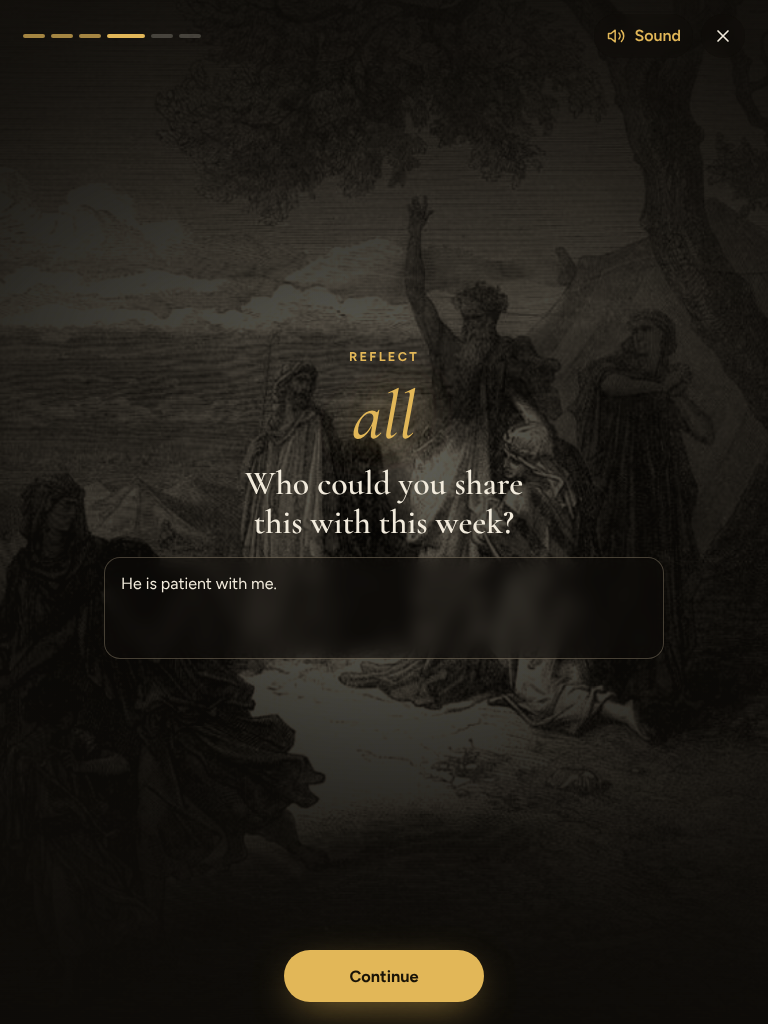 Sound
REFLECT
all
Who could you share
this with this week?
He is patient with me.
Continue